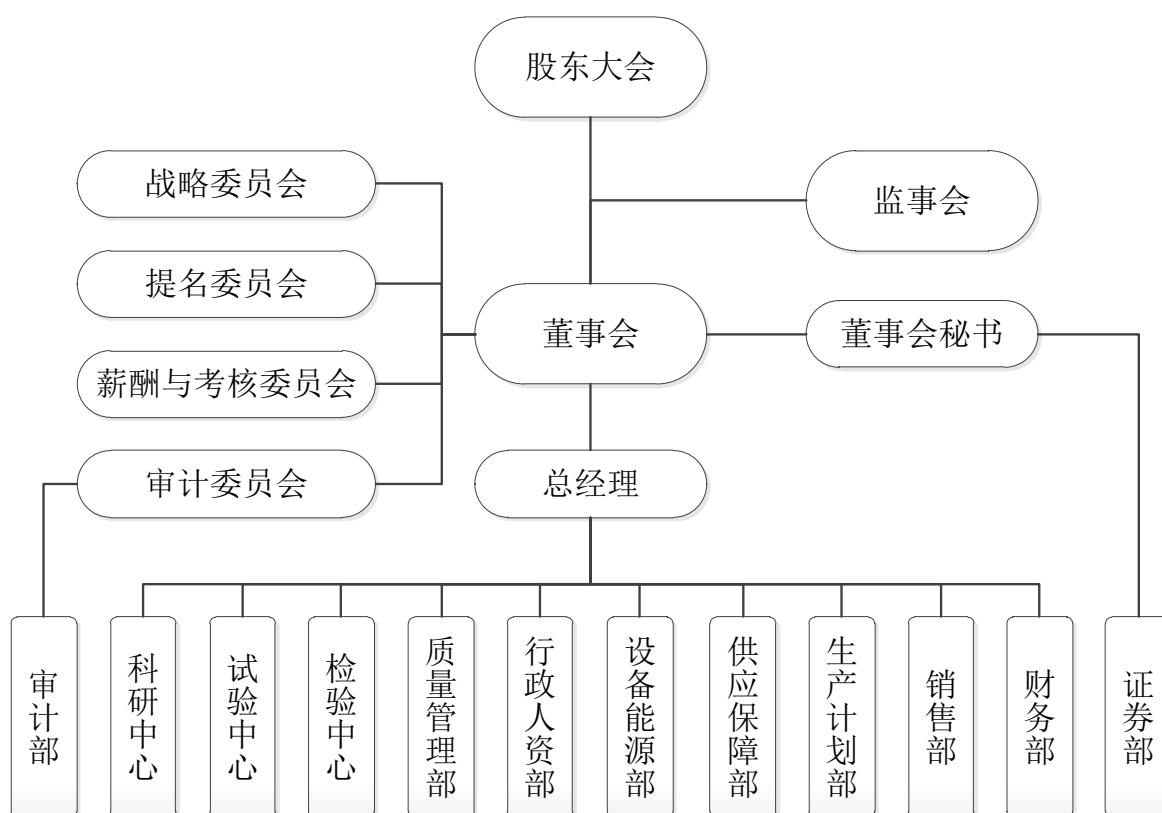 股东大会
战略委员会
监事会
提名委员会
董事会
董事会秘书
薪酬与考核委员会
审计委员会
总经理
审计部
科研中心
试验中心
检验中心
质量管理部
行政人资部
设备能源部
供应保障部
生产计划部
销售部
财务部
证券部